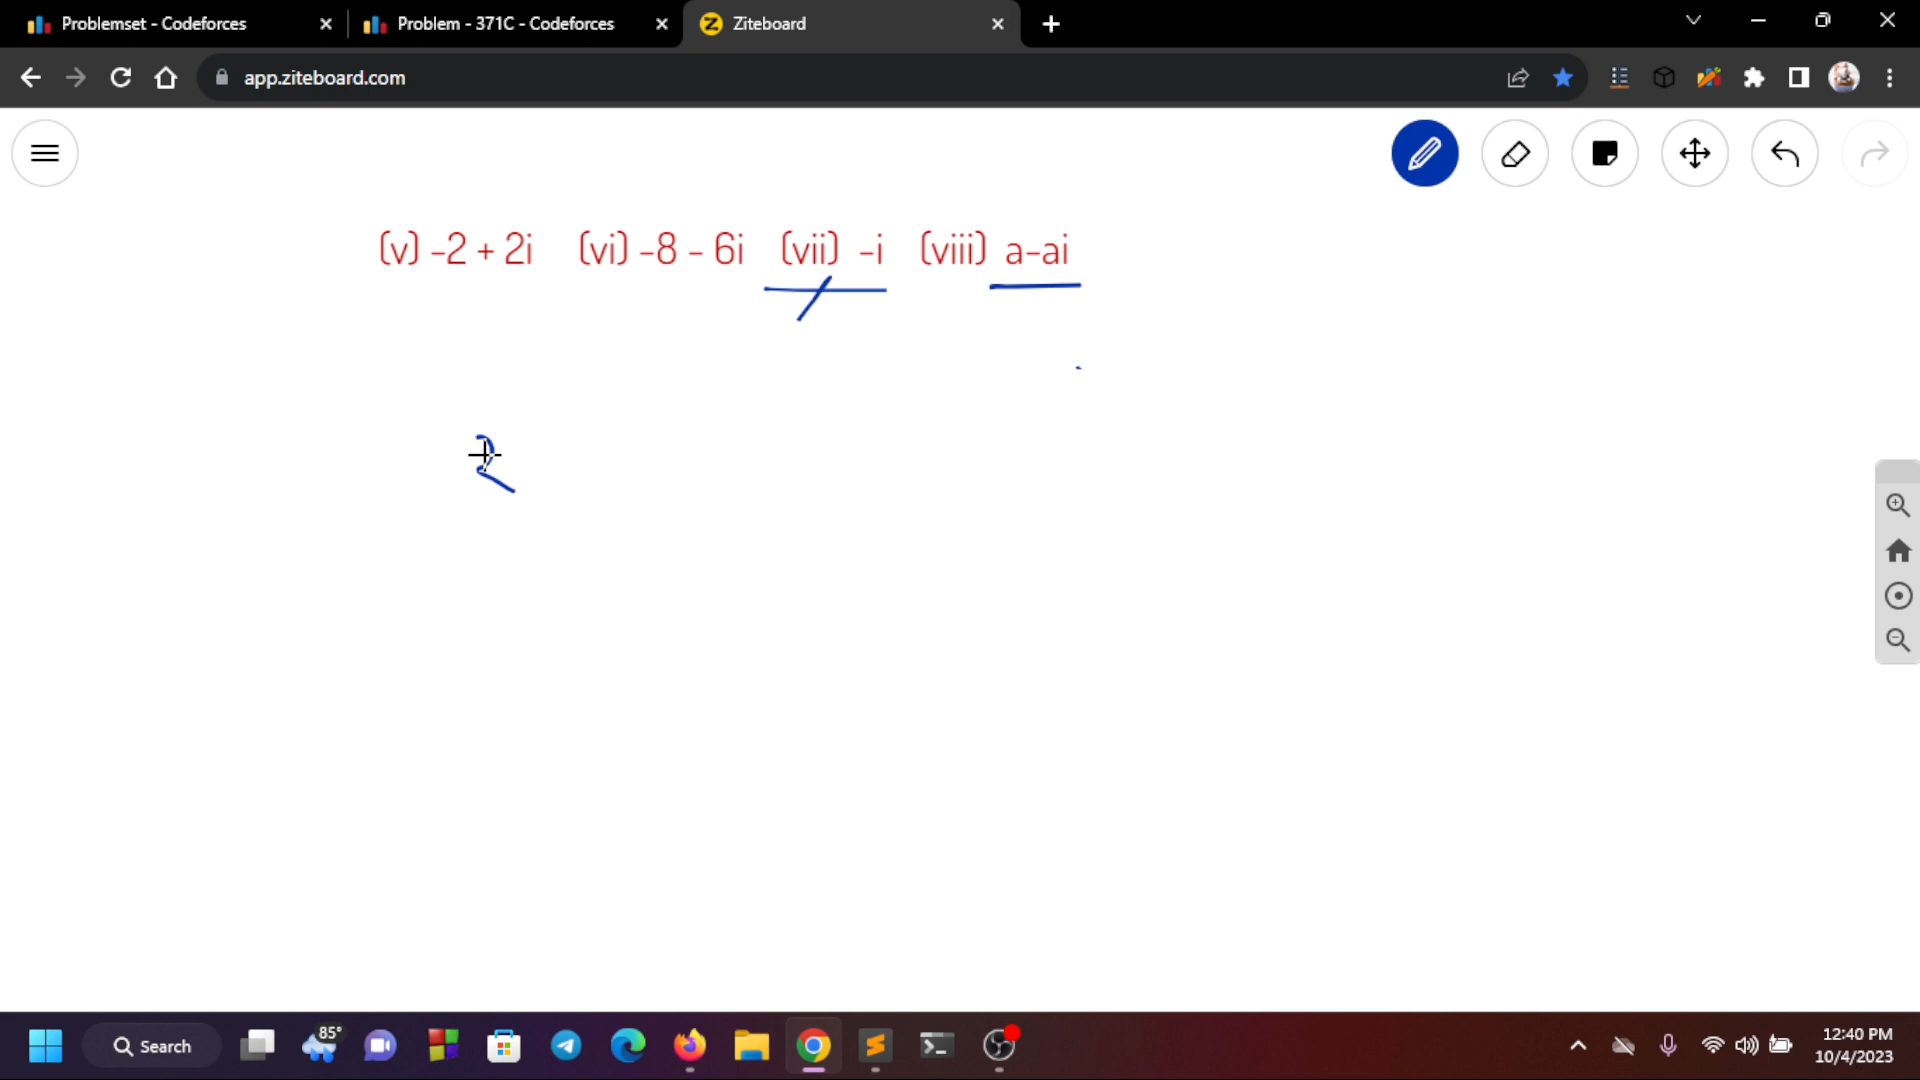 Problemset - Codeforces
Problem - 371C - Codeforces
Ziteboard
app.ziteboard.com
(v) -2 + 2i (vi) -8 - 6i (vii) -i (viii) a-ai
85°
Search
12:40 PM
10/4/2023